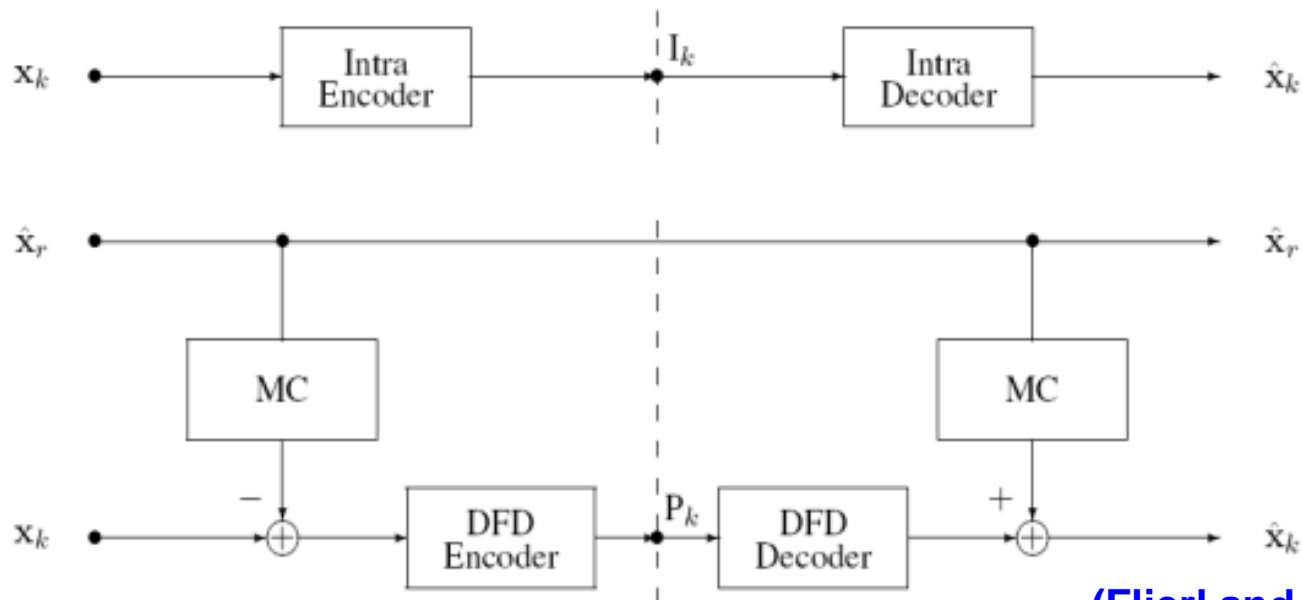 x_k
Intra
Encoder
I_k
Intra
Decoder
x̂_k
x̂_r
x̂_r
MC
MC
−
+
x_k
+
DFD
Encoder
P_k
DFD
Decoder
+
x̂_k